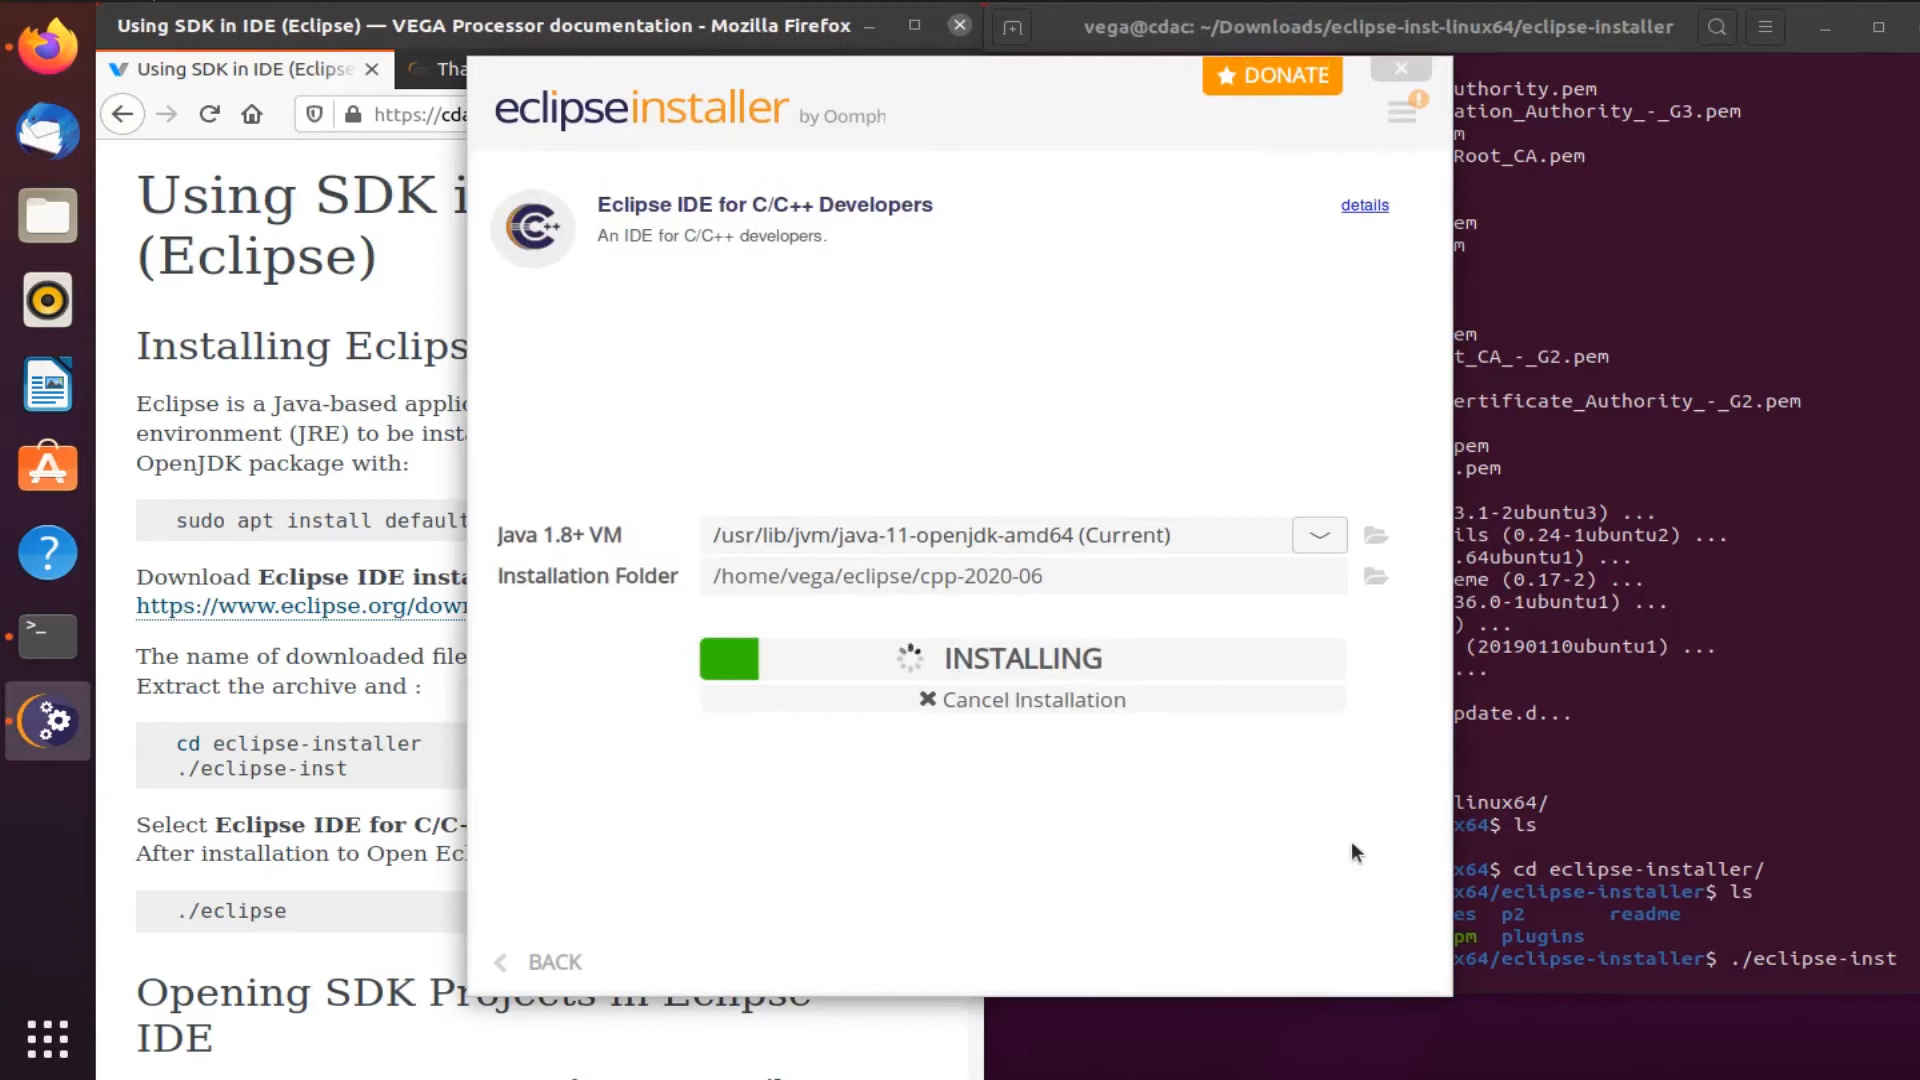 Using SDK in IDE (Eclipse) — VEGA Processor documentation - Mozilla Firefox
vega@cdac: ~/Downloads/eclipse-inst-linux64/eclipse-installer
Using SDK in IDE (Eclipse
Tha
https://cda
Using SDK i
(Eclipse)
Installing Eclips
Eclipse is a Java-based applic
environment (JRE) to be insta
OpenJDK package with:
sudo apt install default
Download Eclipse IDE insta
https://www.eclipse.org/down
The name of downloaded file
Extract the archive and :
cd eclipse-installer
./eclipse-inst
Select Eclipse IDE for C/C+
After installation to Open Ecl
./eclipse
Opening SDK Projects in Eclipse
IDE
DONATE
eclipseinstaller by Oomph
C++
Eclipse IDE for C/C++ Developers
details
An IDE for C/C++ developers.
Java 1.8+ VM
/usr/lib/jvm/java-11-openjdk-amd64 (Current)
Installation Folder
/home/vega/eclipse/cpp-2020-06
INSTALLING
Cancel Installation
BACK
uthority.pem
ation_Authority_-_G3.pem
m
Root_CA.pem
em
m
em
t_CA_-_G2.pem
ertificate_Authority_-_G2.pem
pem
.pem
3.1-2ubuntu3) ...
ils (0.24-1ubuntu2) ...
.64ubuntu1) ...
eme (0.17-2) ...
36.0-1ubuntu1) ...
) ...
(20190110ubuntu1) ...
...
pdate.d...
linux64/
x64$ ls
x64$ cd eclipse-installer/
x64/eclipse-installer$ ls
es p2 readme
pm plugins
x64/eclipse-installer$ ./eclipse-inst